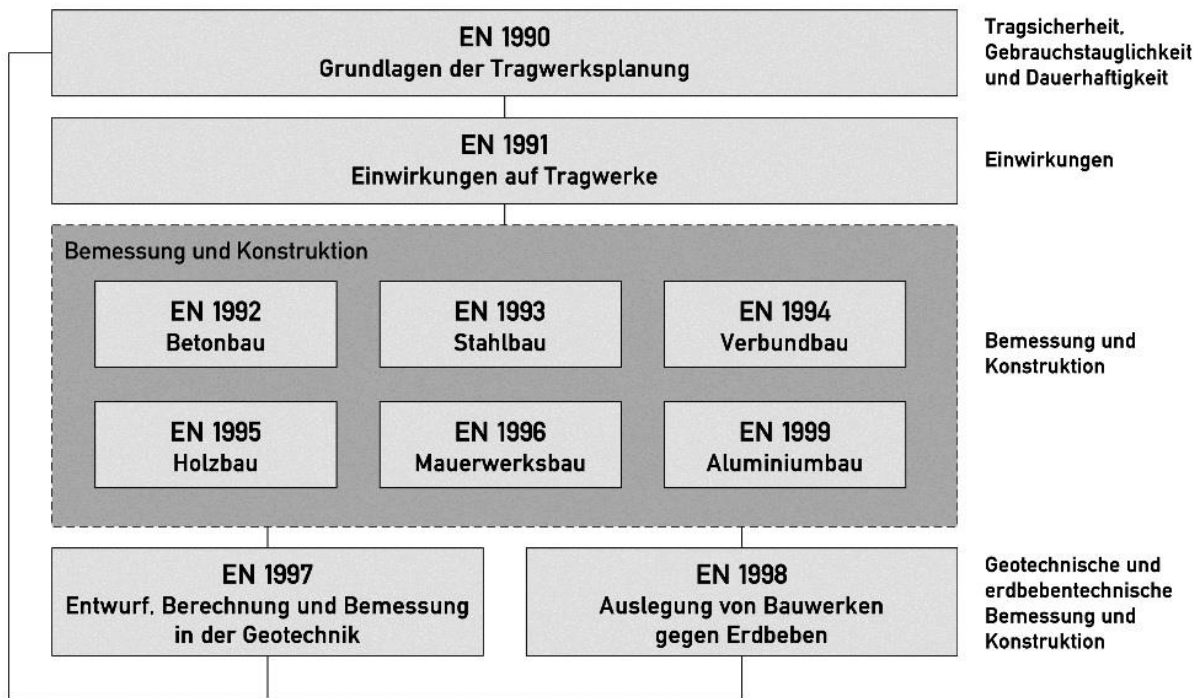 EN 1990
Grundlagen der Tragwerksplanung
Tragsicherheit,
Gebrauchstauglichkeit
und Dauerhaftigkeit
EN 1991
Einwirkungen auf Tragwerke
Einwirkungen
Bemessung und Konstruktion
EN 1992
Betonbau
EN 1993
Stahlbau
EN 1994
Verbundbau
EN 1995
Holzbau
EN 1996
Mauerwerksbau
EN 1999
Aluminiumbau
Bemessung und
Konstruktion
EN 1997
Entwurf, Berechnung und Bemessung
in der Geotechnik
EN 1998
Auslegung von Bauwerken
gegen Erdbeben
Geotechnische und
erdbebentechnische
Bemessung und
Konstruktion